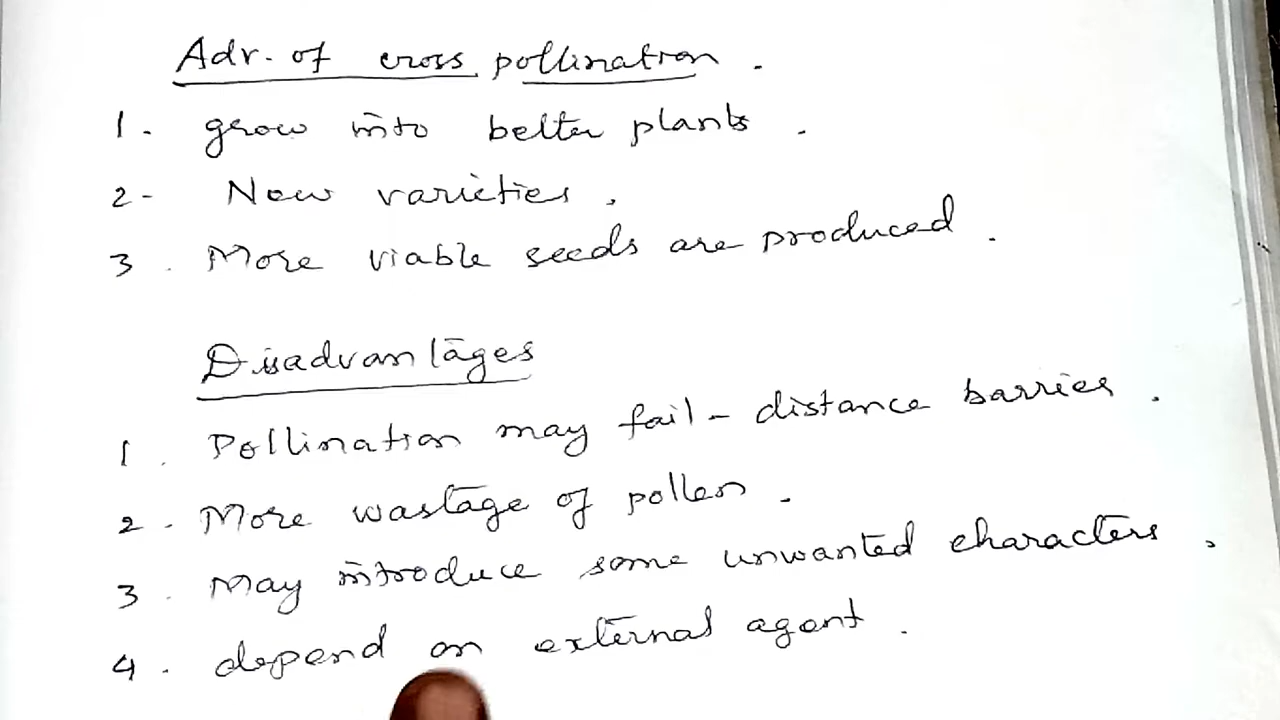 Adv. of cross pollination.
1. grow into better plants.
2- New varieties.
3. More viable seeds are produced.
Disadvantages
1. Pollination may fail - distance barrier.
2. More wastage of pollen.
3. May introduce some unwanted characters.
4. depend on external agent.